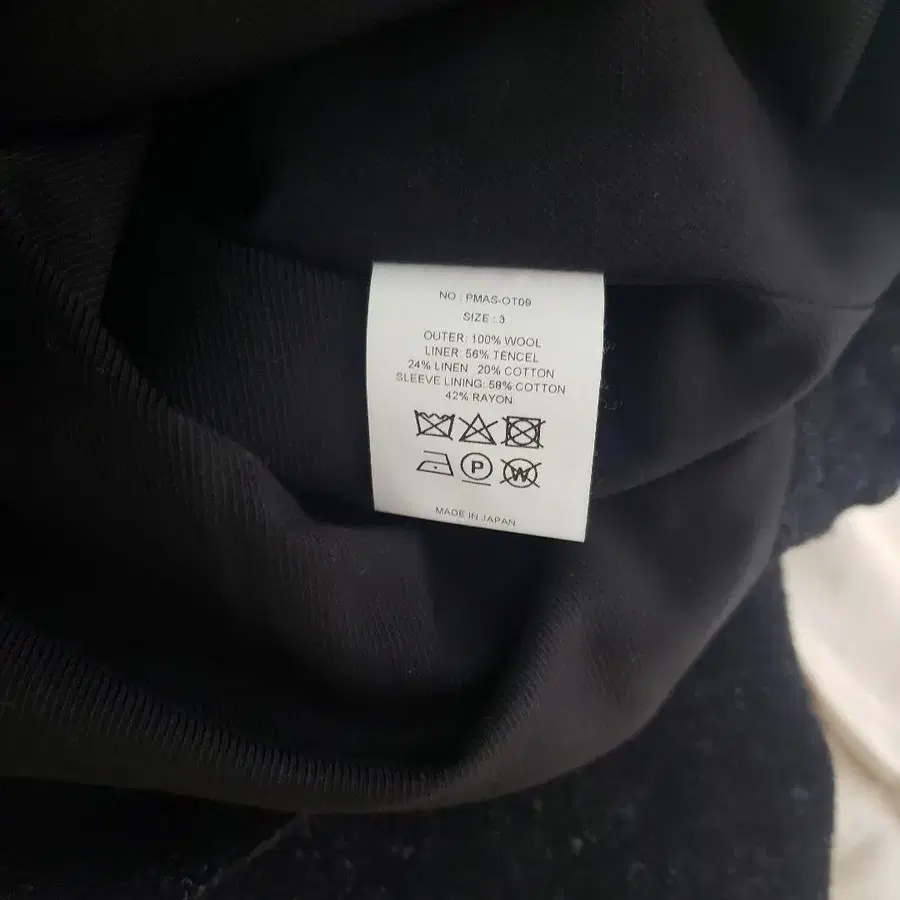 NO : PMAS-OT09
SIZE : 3
OUTER: 100% WOOL
LINER: 56% TENCEL
24% LINEN 20% COTTON
SLEEVE LINING: 58% COTTON
42% RAYON
P
W
MADE IN JAPAN